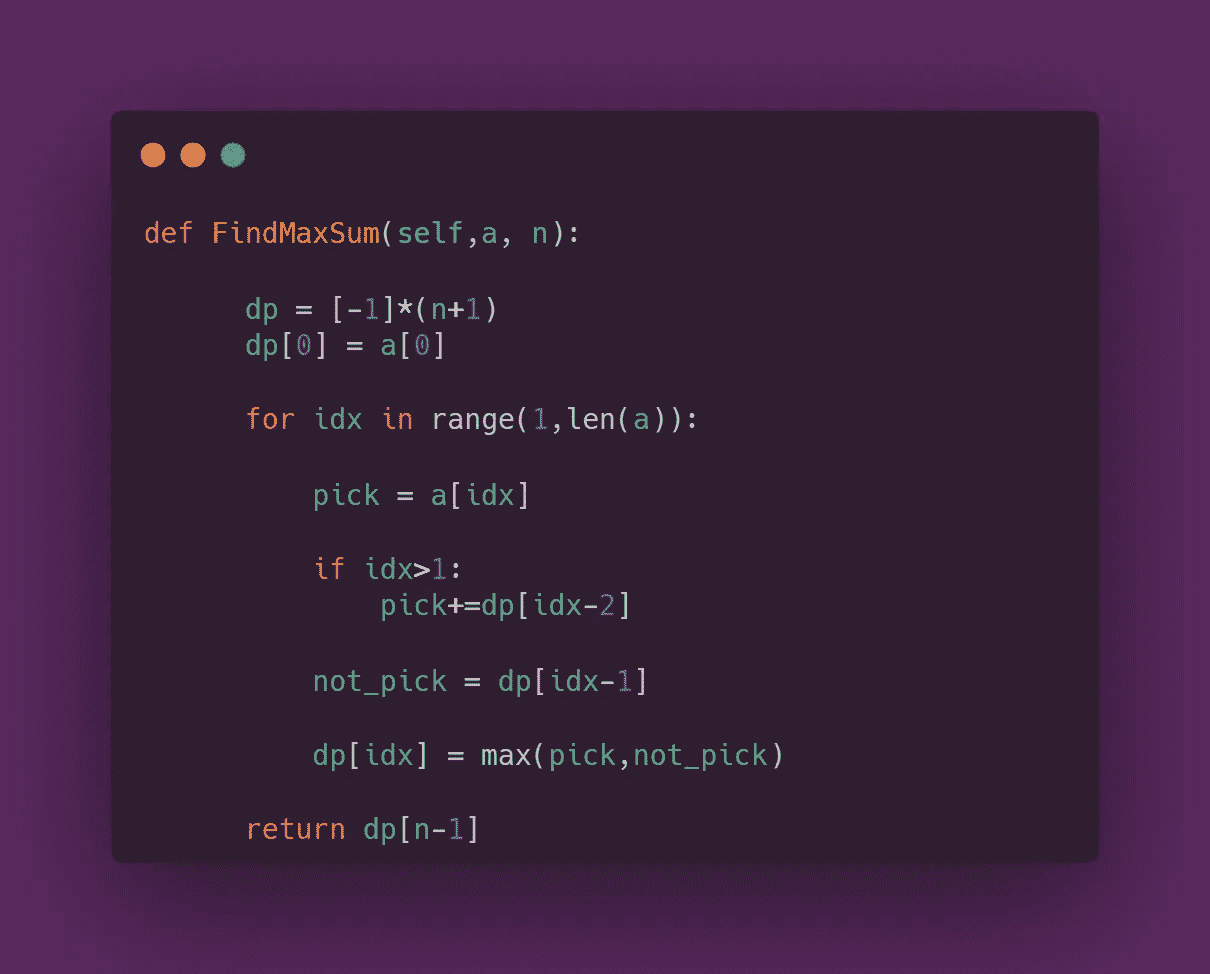 def FindMaxSum(self,a, n):
dp = [-1]*(n+1)
dp[0] = a[0]
for idx in range(1,len(a)):
pick = a[idx]
if idx>1:
pick+=dp[idx-2]
not_pick = dp[idx-1]
dp[idx] = max(pick,not_pick)
return dp[n-1]